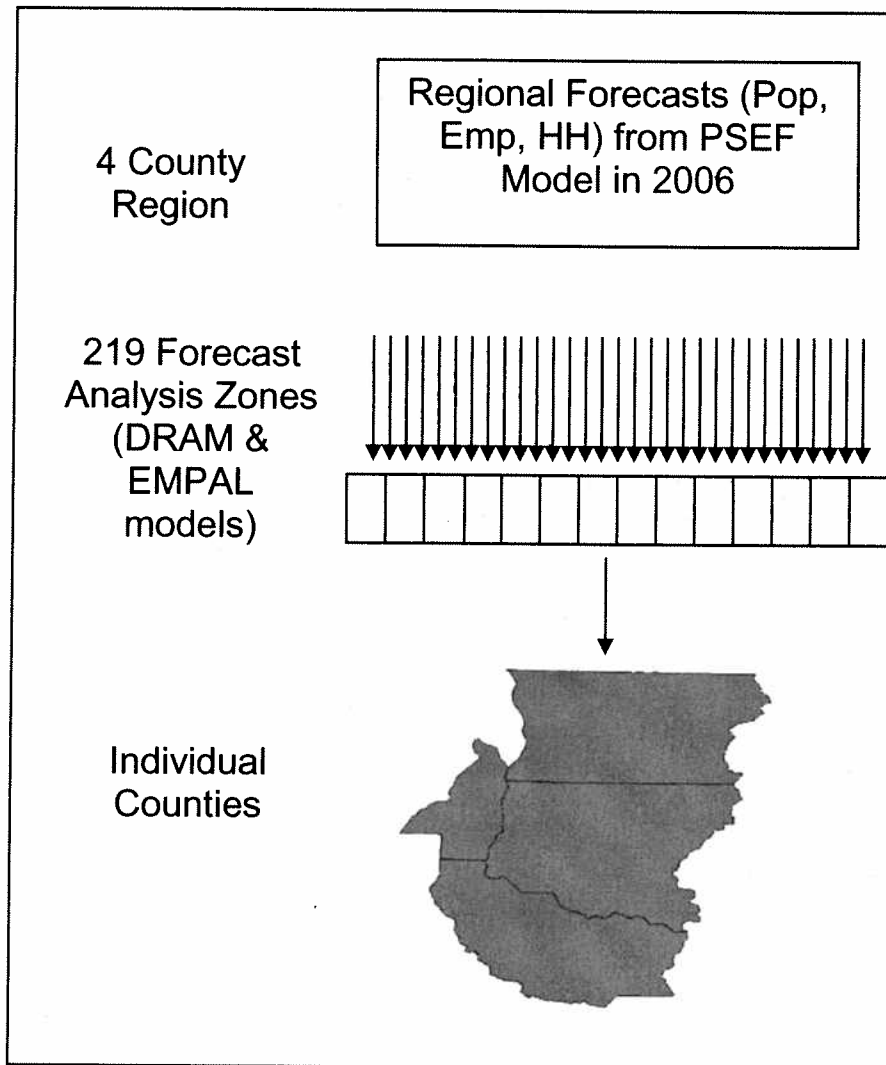 4 County
Region
Regional Forecasts (Pop,
Emp, HH) from PSEF
Model in 2006
219 Forecast
Analysis Zones
(DRAM &
EMPAL
models)
Individual
Counties